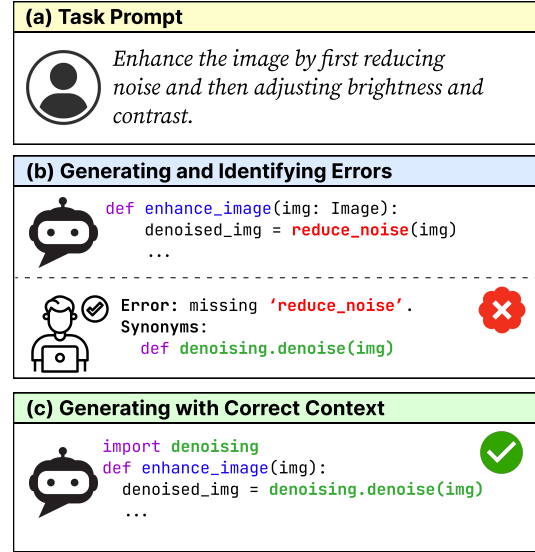 (a) Task Prompt
Enhance the image by first reducing
noise and then adjusting brightness and
contrast.
(b) Generating and Identifying Errors
def enhance_image(img: Image):
denoised_img = reduce_noise(img)
...
Error: missing ‘reduce_noise’.
Synonyms:
def denoising.denoise(img)
(c) Generating with Correct Context
import denoising
def enhance_image(img):
denoised_img = denoising.denoise(img)
...